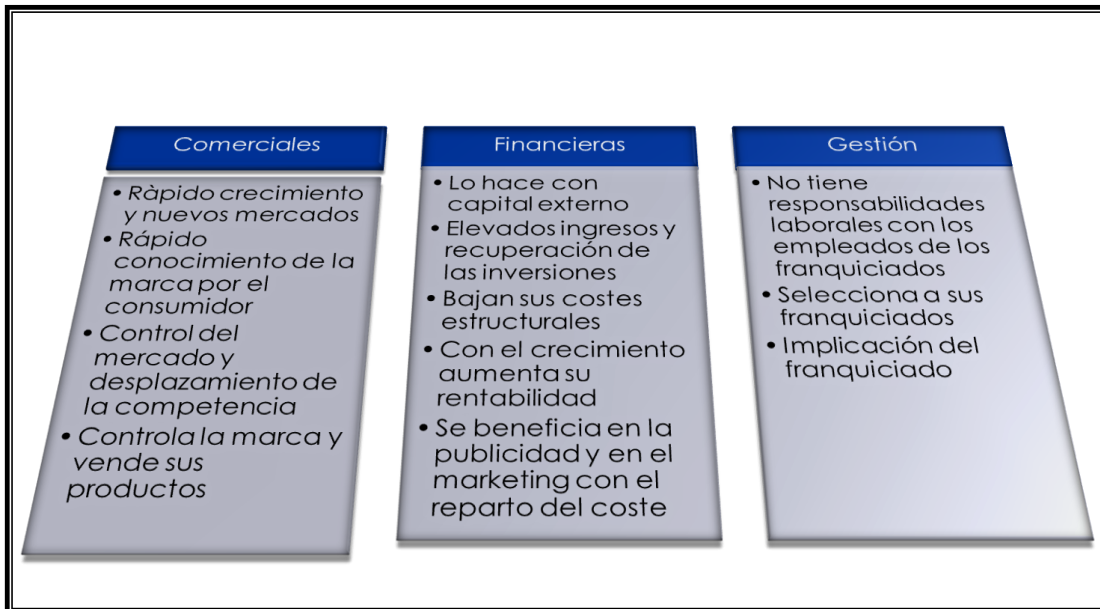 Comerciales
• Ràpido crecimiento
y nuevos mercados
• Rápido
conocimiento de la
marca por el
consumidor
• Control del
mercado y
desplazamiento de
la competencia
• Controla la marca y
vende sus
productos
Financieras
• Lo hace con
capital externo
• Elevados ingresos y
recuperación de
las inversiones
• Bajan sus costes
estructurales
• Con el crecimiento
aumenta su
rentabilidad
• Se beneficia en la
publicidad y en el
marketing con el
reparto del coste
Gestión
• No tiene
responsabilidades
laborales con los
empleados de los
franquiciados
• Selecciona a sus
franquiciados
• Implicación del
franquiciado